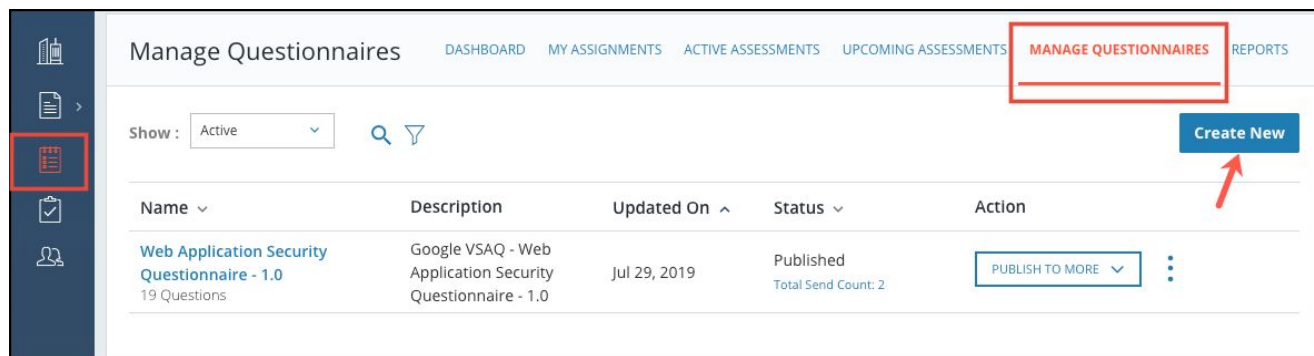 Manage Questionnaires DASHBOARD MY ASSIGNMENTS ACTIVE ASSESSMENTS UPCOMING ASSESSMENTS MANAGE QUESTIONNAIRES REPORTS
Show : Active
Create New
Name Description Updated On Status Action
Web Application Security
Questionnaire - 1.0
19 Questions
Google VSAQ - Web
Application Security
Questionnaire - 1.0
Jul 29, 2019
Published
Total Send Count: 2
PUBLISH TO MORE